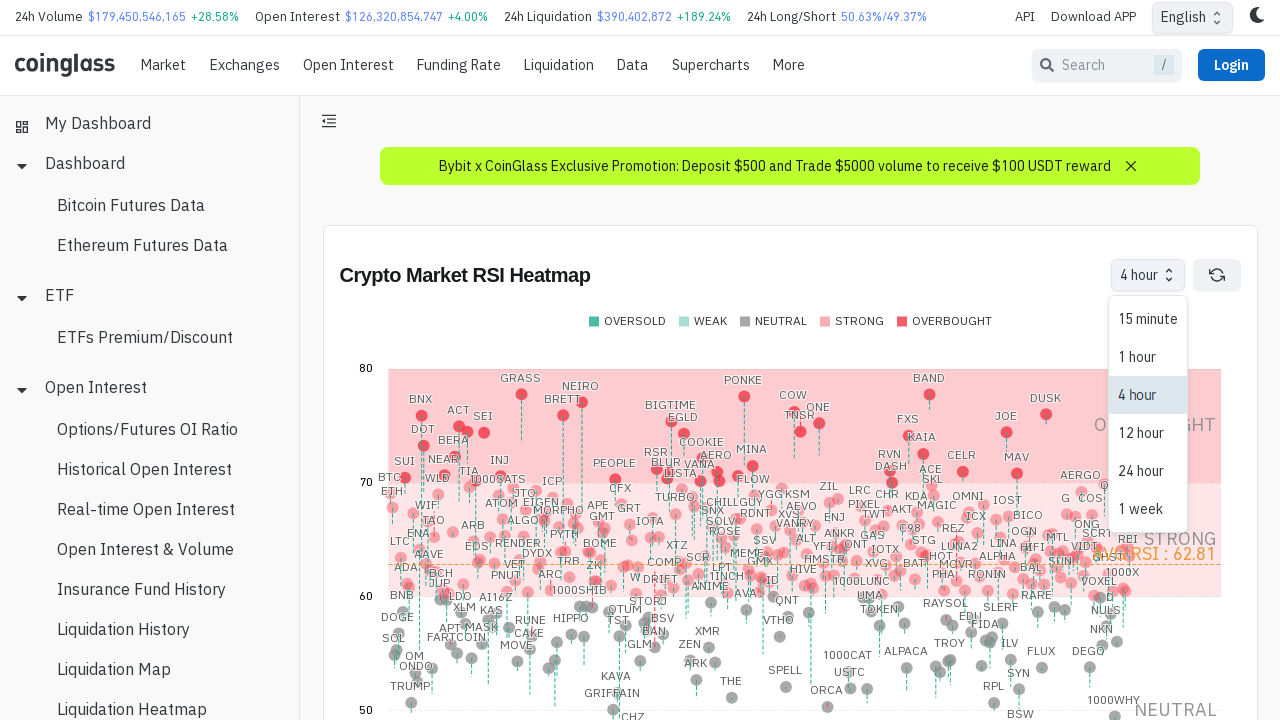 24h Volume $179,450,546,165 +28.58% Open Interest $126,320,854,747 +4.00% 24h Liquidation $390,402,872 +189.24% 24h Long/Short 50.63%/49.37% API Download APP English
coinglass Market Exchanges Open Interest Funding Rate Liquidation Data Supercharts More Search / Login
My Dashboard
Dashboard
Bitcoin Futures Data
Ethereum Futures Data
ETF
ETFs Premium/Discount
Open Interest
Options/Futures OI Ratio
Historical Open Interest
Real-time Open Interest
Open Interest & Volume
Insurance Fund History
Liquidation History
Liquidation Map
Liquidation Heatmap
Bybit x CoinGlass Exclusive Promotion: Deposit $500 and Trade $5000 volume to receive $100 USDT reward
Crypto Market RSI Heatmap
4 hour
15 minute
1 hour
4 hour
12 hour
24 hour
1 week
OVERSOLD WEAK NEUTRAL STRONG OVERBOUGHT
80
GRASS PONKE BAND
NEIRO
BNX BRETT COW DUSK
BIGTIME ONE
ACT SEI EGLD TNSR FXS JOE
DOT
BERA COOKIE KAIA
RSR AERO MINA RVN CELR MAV
SUI NEAR INJ PEOPLE BLUR VANA DASH
TIA LISTA ACE AERGO
BTC WLD 1000SATS ICP FLOW SKL
70
ETH JTO CFX TURBO YGG KSM ZIL LRC CHR KDA OMNI IOST G COS
WIF ATOM EIGEN APE GRT CHILLGUY AEVO PIXEL MAGIC
TAO ALGO MORPHO GMT IOTA SNX RDNT XVS ENJ TWT AKT ICX BICO ONG
ENA ARB PYTH SOLV VANRY C98 REZ OGN SCRT
LTC EOS RENDER BOME XTZ ROSE $SV ALT ANKR GAS STG LUNA2 LINA MTL REI
STRONG
AAVE DYDX MEME YFI QNT IOTX HOT ALPHA HIFI VIDT GHST
RSI : 62.81
ADA VET TRB ZK COMP SCR GMX HMSTR XVG BAT MOVR SUN
BCH PNUT ARC W DRIFT LPT 1INCH ID HIVE 1000LUNC PHA RONIN BAL VOXEL 1000X
60
BNB JUP LDO AI16Z 1000SHIB STORJ ANIME AVA QNT UMA RAYSOL SLERF RARE
DOGE XLM KAS RUNE HIPPO QTUM TST BSV VTHO TOKEN EDU FIDA NULS
APT MASK
SOL FARTCOIN CAKE BAN XMR NKN
OM MOVE GLM ZEN ALPACA TROY ILV FLUX DEGO
ONDO KAVA ARK SPELL 1000CAT USTC SYN
TRUMP GRIFFAIN THE ORCA RPL 1000WHY
50
CHZ BSW NEUTRAL